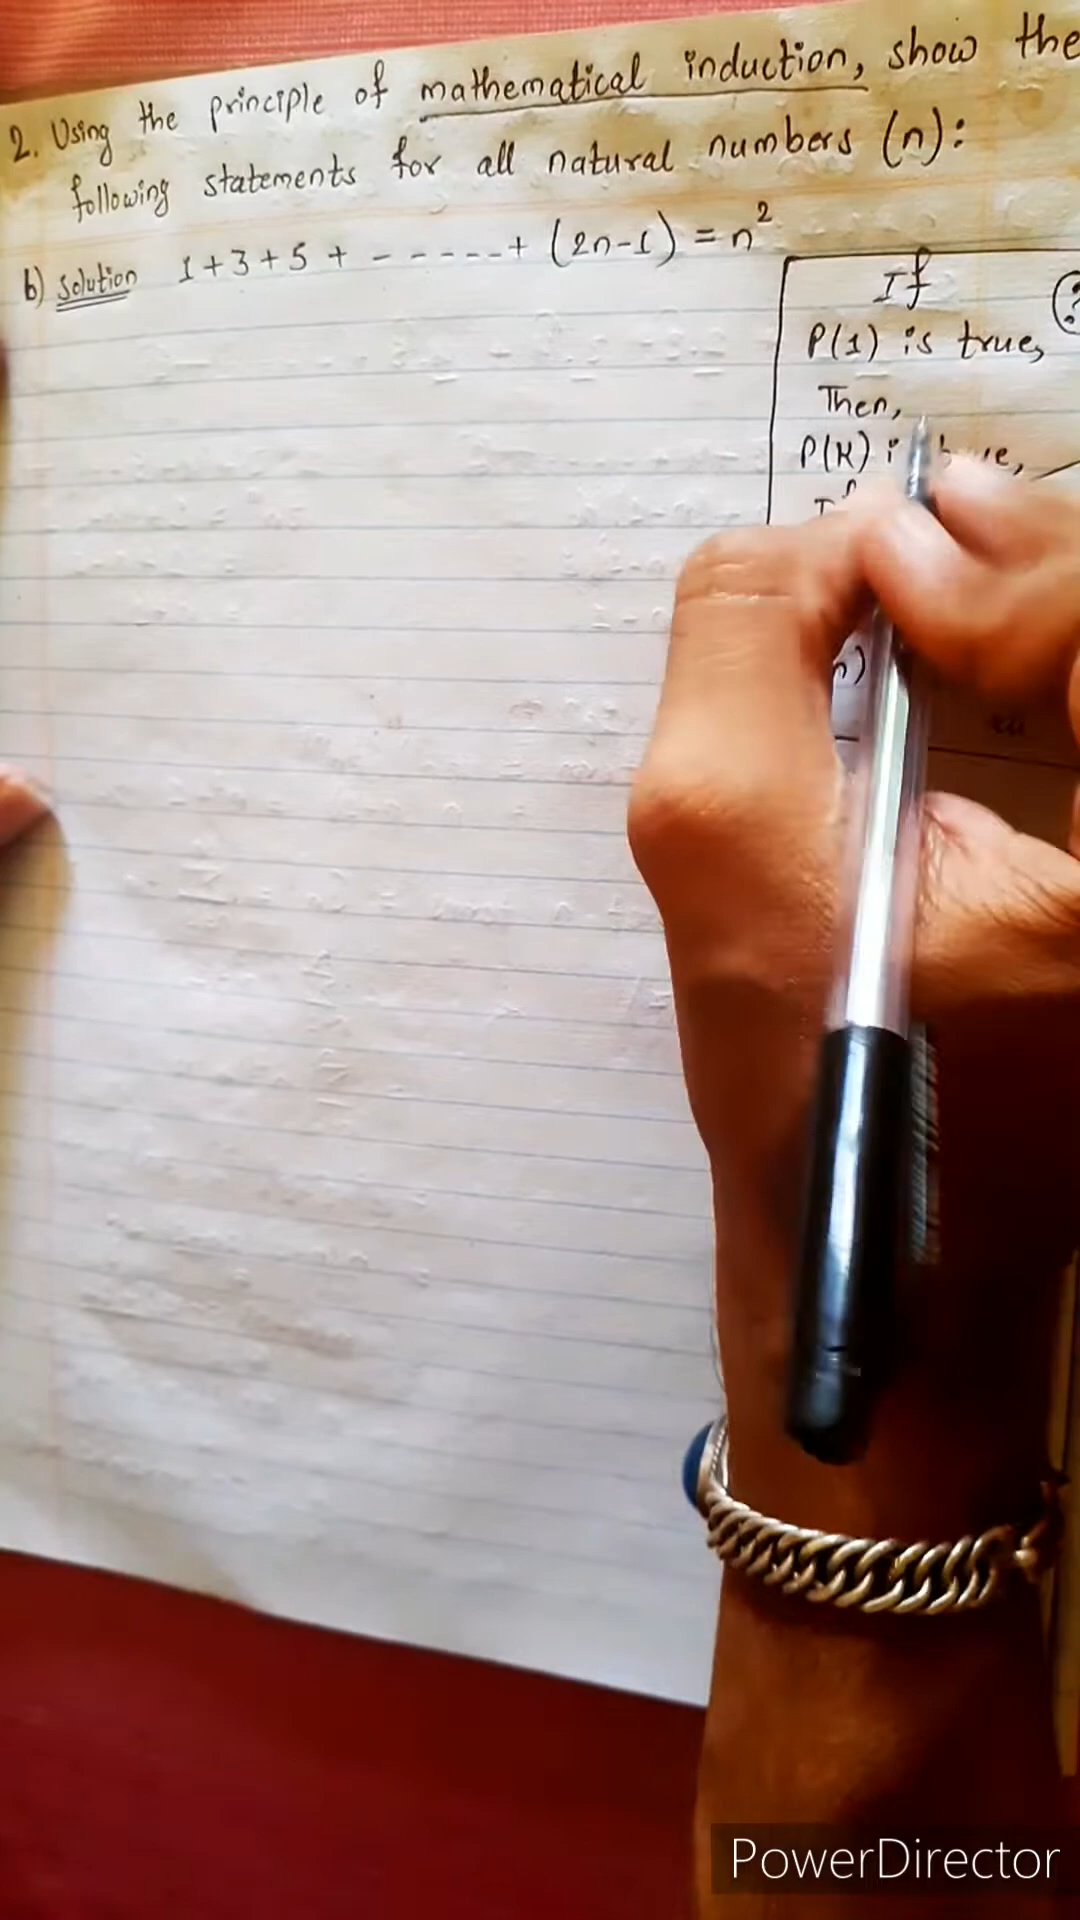 2. Using the principle of mathematical induction, show the
following statements for all natural numbers (n):
b) Solution 1+3+5+------+(2n-1)=n²
If
P(1) is true,
Then,
P(K)
n)
PowerDirector